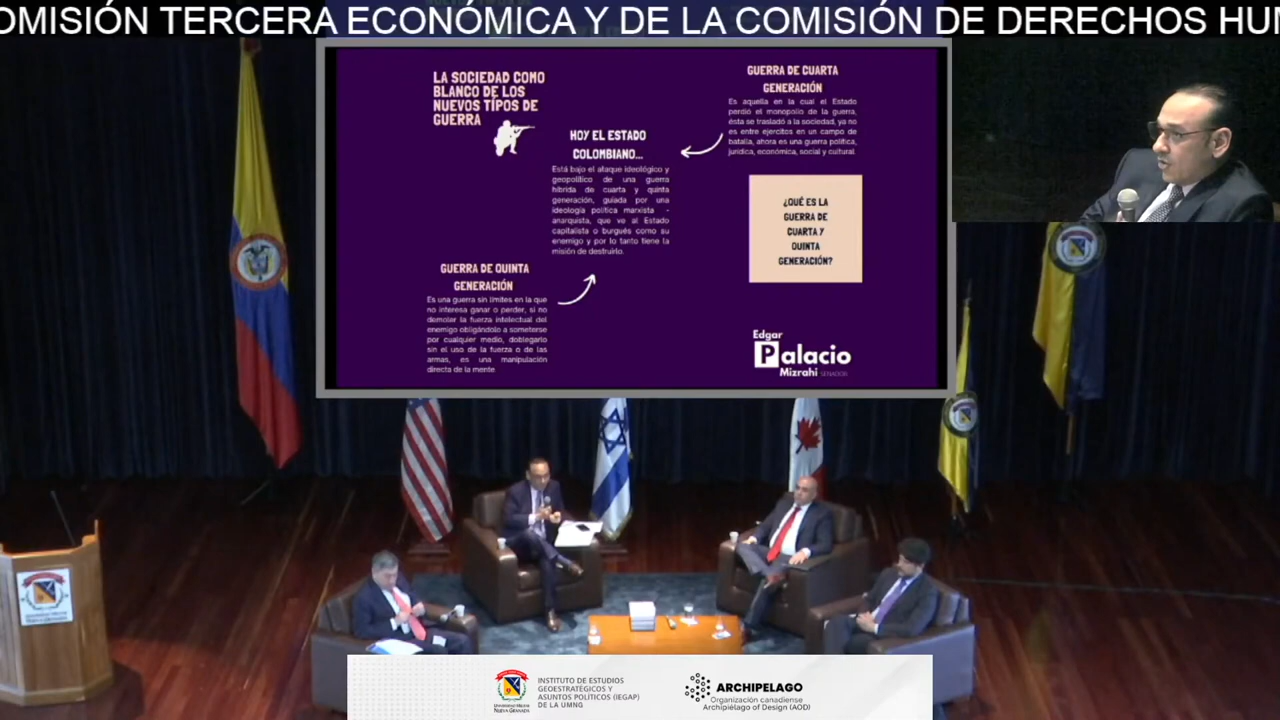 OMISIÓN TERCERA ECONÓMICA Y DE LA COMISIÓN DE DERECHOS HU
LA SOCIEDAD COMO
BLANCO DE LOS
NUEVOS TÍPOS DE
GUERRA
HOY EL ESTADO
COLOMBIANO...
Está bajo el ataque ideológico y
geopolítico de una guerra
híbrida de cuarta y quinta
generación, guiada por una
ideología política marxista -
anarquista, que ve al Estado
capitalista o burgués como su
enemigo y por lo tanto tiene la
misión de destruirlo.
GUERRA DE CUARTA
GENERACIÓN
Es aquella en la cual el Estado
perdió el monopolio de la guerra,
ésta se trasladó a la sociedad, ya no
es entre ejercitos en un campo de
batalla, ahora es una guerra política,
jurídica, económica, social y cultural.
¿QUÉ ES LA
GUERRA DE
CUARTA Y
QUINTA
GENERACIÓN?
GUERRA DE QUINTA
GENERACIÓN
Es una guerra sin límites en la que
no interesa ganar o perder, si no
demoler la fuerza intelectual del
enemigo obligándolo a someterse
por cualquier medio, doblegarlo
sin el uso de la fuerza o de las
armas, es una manipulación
directa de la mente
Edgar
Palacio
Mizrahi SENADOR
UNIVERSIDAD MILITAR
NUEVA GRANADA
INSTITUTO DE ESTUDIOS
GEOESTRATÉGICOS Y
ASUNTOS POLÍTICOS (IEGAP)
DE LA UMNG
ARCHIPELAGO
Organización canadiense
Archipélago of Design (AOD)